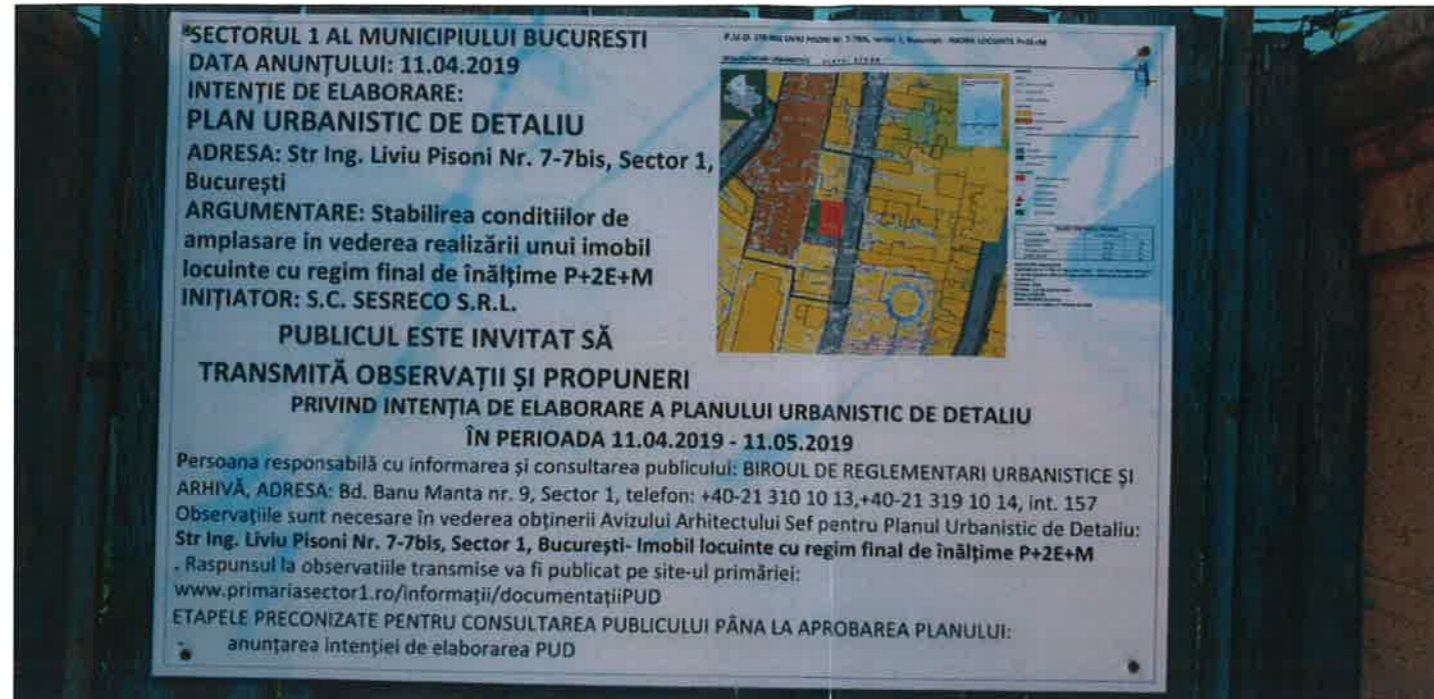 SECTORUL 1 AL MUNICIPIULUI BUCURESTI
DATA ANUNȚULUI: 11.04.2019
INTENȚIE DE ELABORARE:
PLAN URBANISTIC DE DETALIU
ADRESA: Str Ing. Liviu Pisoni Nr. 7-7bis, Sector 1,
București
ARGUMENTARE: Stabilirea conditiilor de
amplasare in vederea realizării unui imobil
locuinte cu regim final de înălțime P+2E+M
INIȚIATOR: S.C. SESRECO S.R.L.
PUBLICUL ESTE INVITAT SĂ
TRANSMITĂ OBSERVAȚII ȘI PROPUNERI
PRIVIND INTENȚIA DE ELABORARE A PLANULUI URBANISTIC DE DETALIU
ÎN PERIOADA 11.04.2019 - 11.05.2019
Persoana responsabilă cu informarea și consultarea publicului: BIROUL DE REGLEMENTARI URBANISTICE ȘI
ARHIVĂ, ADRESA: Bd. Banu Manta nr. 9, Sector 1, telefon: +40-21 310 10 13,+40-21 319 10 14, int. 157
Observațiile sunt necesare în vederea obținerii Avizului Arhitectului Sef pentru Planul Urbanistic de Detaliu:
Str Ing. Liviu Pisoni Nr. 7-7bis, Sector 1, București- Imobil locuinte cu regim final de înălțime P+2E+M
. Raspunsul la observatiile transmise va fi publicat pe site-ul primăriei:
www.primariasector1.ro/informații/documentațiiPUD
ETAPELE PRECONIZATE PENTRU CONSULTAREA PUBLICULUI PÂNA LA APROBAREA PLANULUI:
- anunțarea intenției de elaborarea PUD